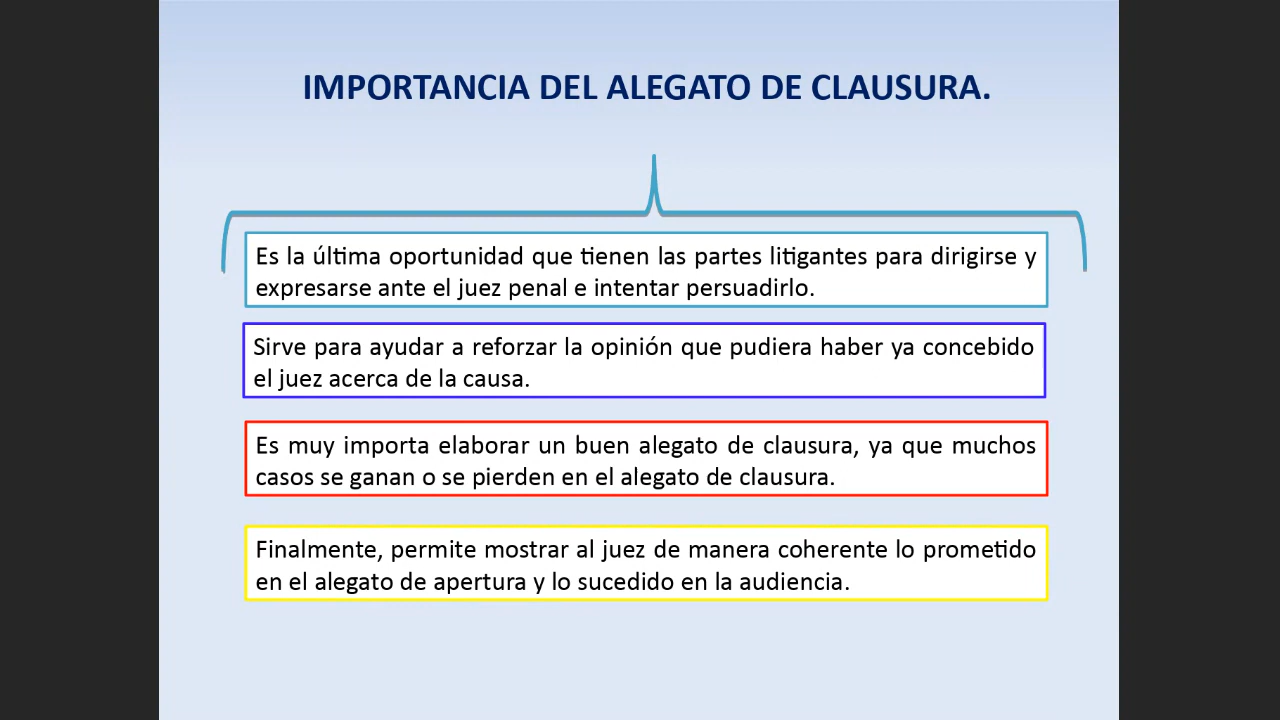 IMPORTANCIA DEL ALEGATO DE CLAUSURA.
Es la última oportunidad que tienen las partes litigantes para dirigirse y
expresarse ante el juez penal e intentar persuadirlo.
Sirve para ayudar a reforzar la opinión que pudiera haber ya concebido
el juez acerca de la causa.
Es muy importa elaborar un buen alegato de clausura, ya que muchos
casos se ganan o se pierden en el alegato de clausura.
Finalmente, permite mostrar al juez de manera coherente lo prometido
en el alegato de apertura y lo sucedido en la audiencia.